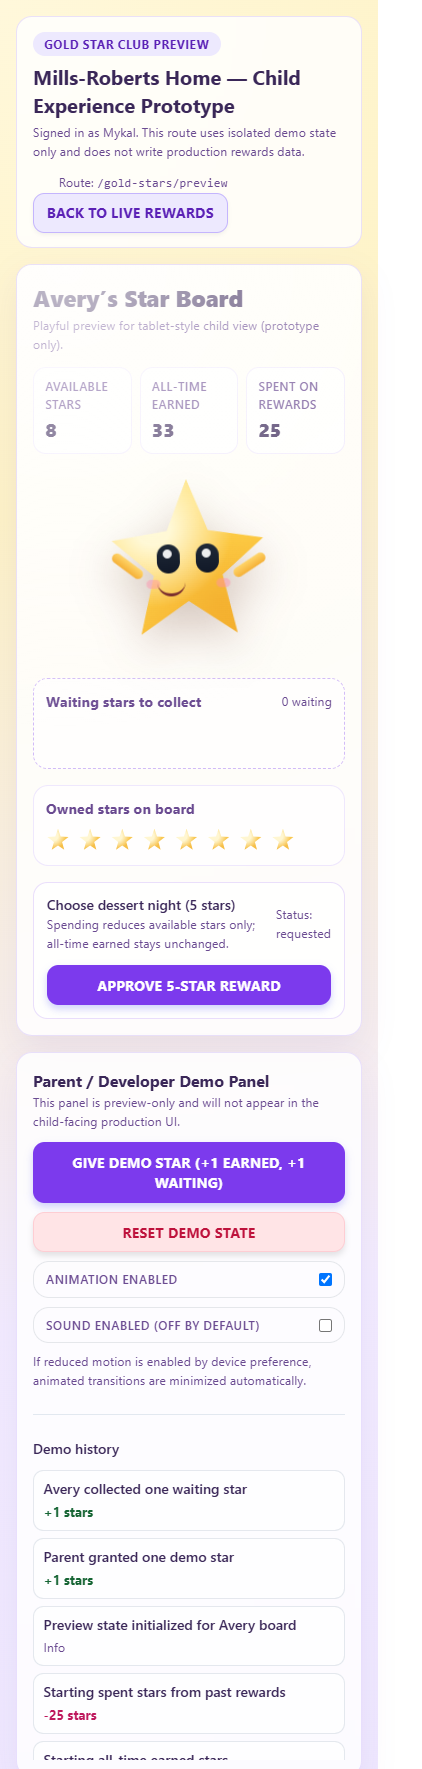 GOLD STAR CLUB PREVIEW
Mills-Roberts Home — Child
Experience Prototype
Signed in as Mykal. This route uses isolated demo state
only and does not write production rewards data.
Route: /gold-stars/preview
BACK TO LIVE REWARDS
Avery's Star Board
Playful preview for tablet-style child view (prototype
only).
AVAILABLE
STARS
8
ALL-TIME
EARNED
33
SPENT ON
REWARDS
25
Waiting stars to collect
0 waiting
Owned stars on board
Choose dessert night (5 stars)
Spending reduces available stars only;
all-time earned stays unchanged.
Status:
requested
APPROVE 5-STAR REWARD
Parent / Developer Demo Panel
This panel is preview-only and will not appear in the
child-facing production UI.
GIVE DEMO STAR (+1 EARNED, +1
WAITING)
RESET DEMO STATE
ANIMATION ENABLED
SOUND ENABLED (OFF BY DEFAULT)
If reduced motion is enabled by device preference,
animated transitions are minimized automatically.
Demo history
Avery collected one waiting star
+1 stars
Parent granted one demo star
+1 stars
Preview state initialized for Avery board
Info
Starting spent stars from past rewards
-25 stars
Starting all-time earned stars